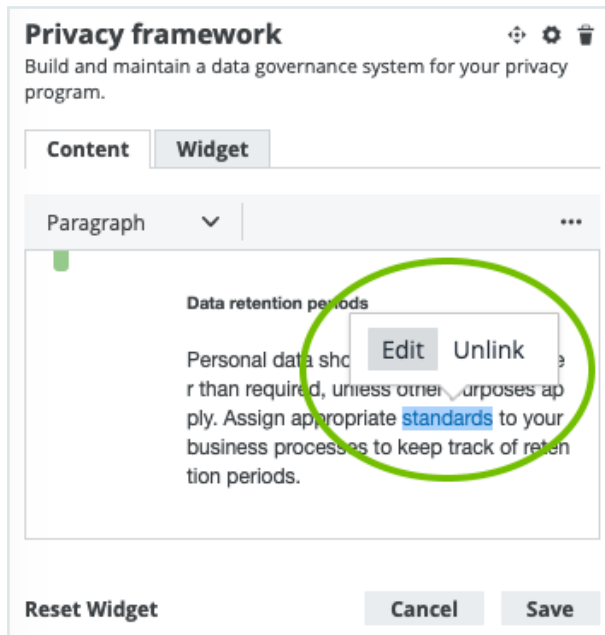 Privacy framework
Build and maintain a data governance system for your privacy
program.
Content Widget
Paragraph
Data retention periods
Edit Unlink
Personal data sho e
r than required, unless other purposes ap
ply. Assign appropriate standards to your
business processes to keep track of reten
tion periods.
Reset Widget Cancel Save